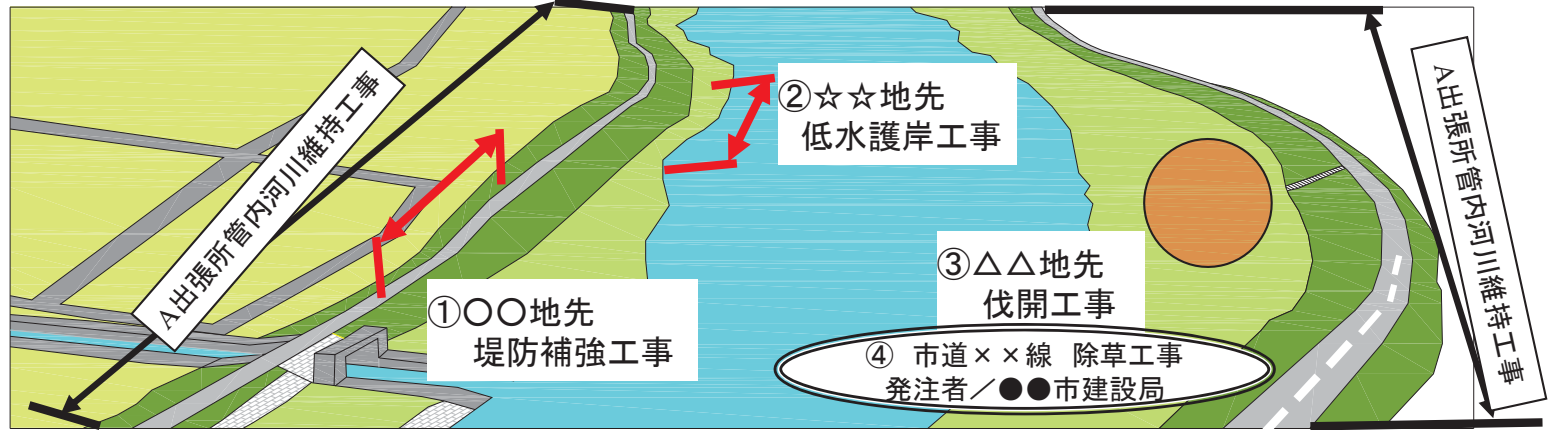 A出張所管内河川維持工事
②☆☆地先
低水護岸工事
A出張所管内河川維持工事
①〇〇地先
堤防補強工事
③△△地先
伐開工事
④ 市道××線 除草工事
発注者/●●市建設局